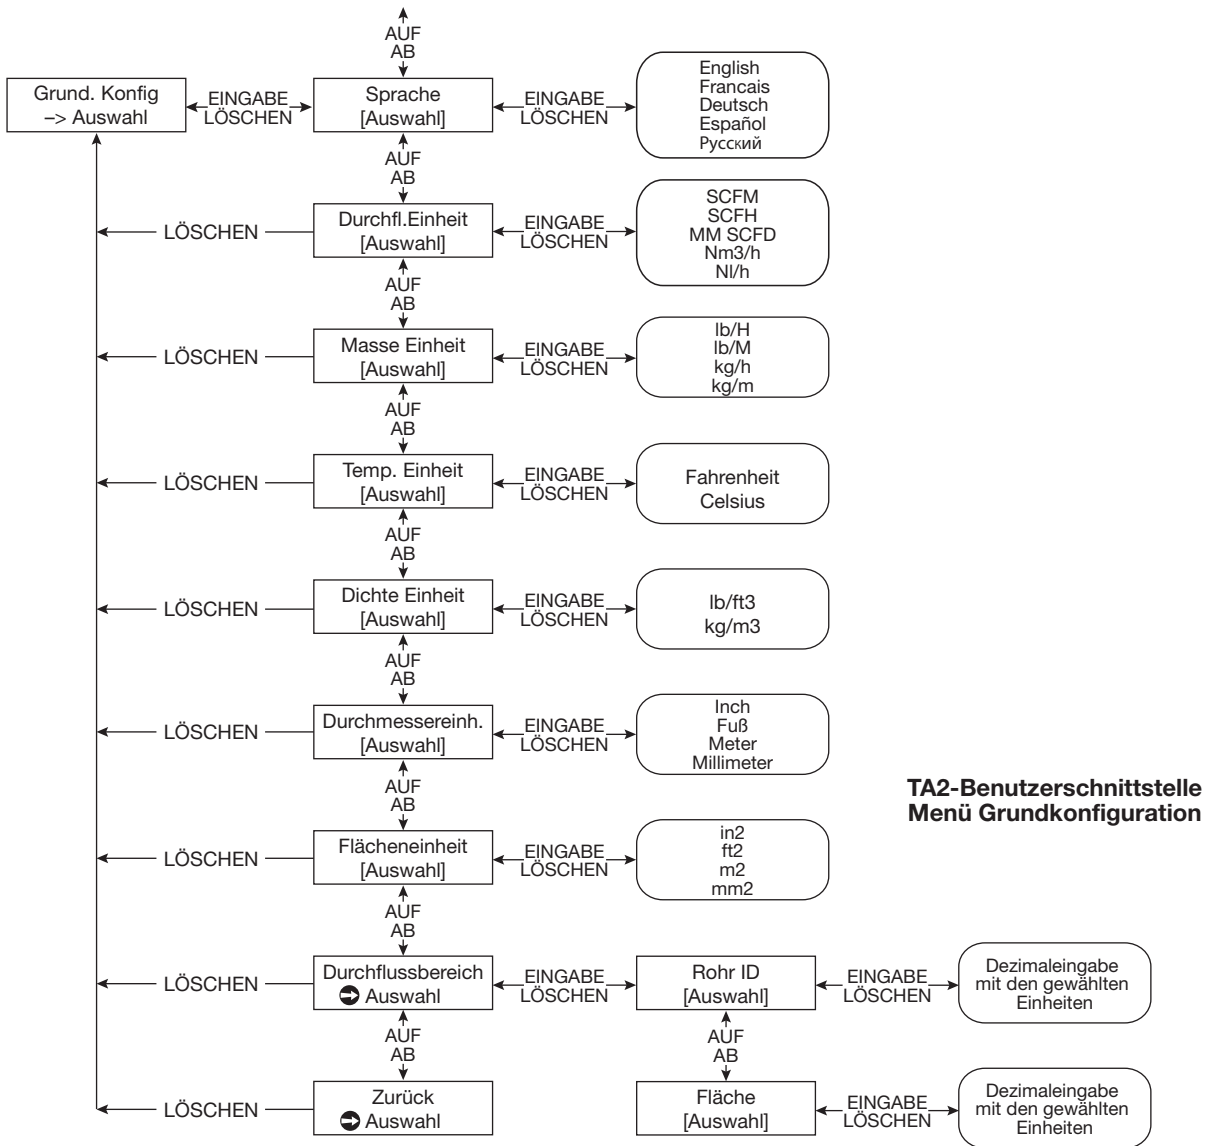 AUF
AB
Grund. Konfig
–> Auswahl
EINGABE
LÖSCHEN
Sprache
[Auswahl]
EINGABE
LÖSCHEN
English
Francais
Deutsch
Español
Русский
AUF
AB
LÖSCHEN
Durchfl.Einheit
[Auswahl]
EINGABE
LÖSCHEN
SCFM
SCFH
MM SCFD
Nm3/h
Nl/h
AUF
AB
LÖSCHEN
Masse Einheit
[Auswahl]
EINGABE
LÖSCHEN
lb/H
lb/M
kg/h
kg/m
AUF
AB
LÖSCHEN
Temp. Einheit
[Auswahl]
EINGABE
LÖSCHEN
Fahrenheit
Celsius
AUF
AB
LÖSCHEN
Dichte Einheit
[Auswahl]
EINGABE
LÖSCHEN
lb/ft3
kg/m3
AUF
AB
LÖSCHEN
Durchmessereinh.
[Auswahl]
EINGABE
LÖSCHEN
Inch
Fuß
Meter
Millimeter
TA2-Benutzerschnittstelle
Menü Grundkonfiguration
AUF
AB
LÖSCHEN
Flächeneinheit
[Auswahl]
EINGABE
LÖSCHEN
in2
ft2
m2
mm2
AUF
AB
LÖSCHEN
Durchflussbereich
Auswahl
EINGABE
LÖSCHEN
Rohr ID
[Auswahl]
EINGABE
LÖSCHEN
Dezimaleingabe
mit den gewählten
Einheiten
AUF
AB
AUF
AB
LÖSCHEN
Zurück
Auswahl
Fläche
[Auswahl]
EINGABE
LÖSCHEN
Dezimaleingabe
mit den gewählten
Einheiten